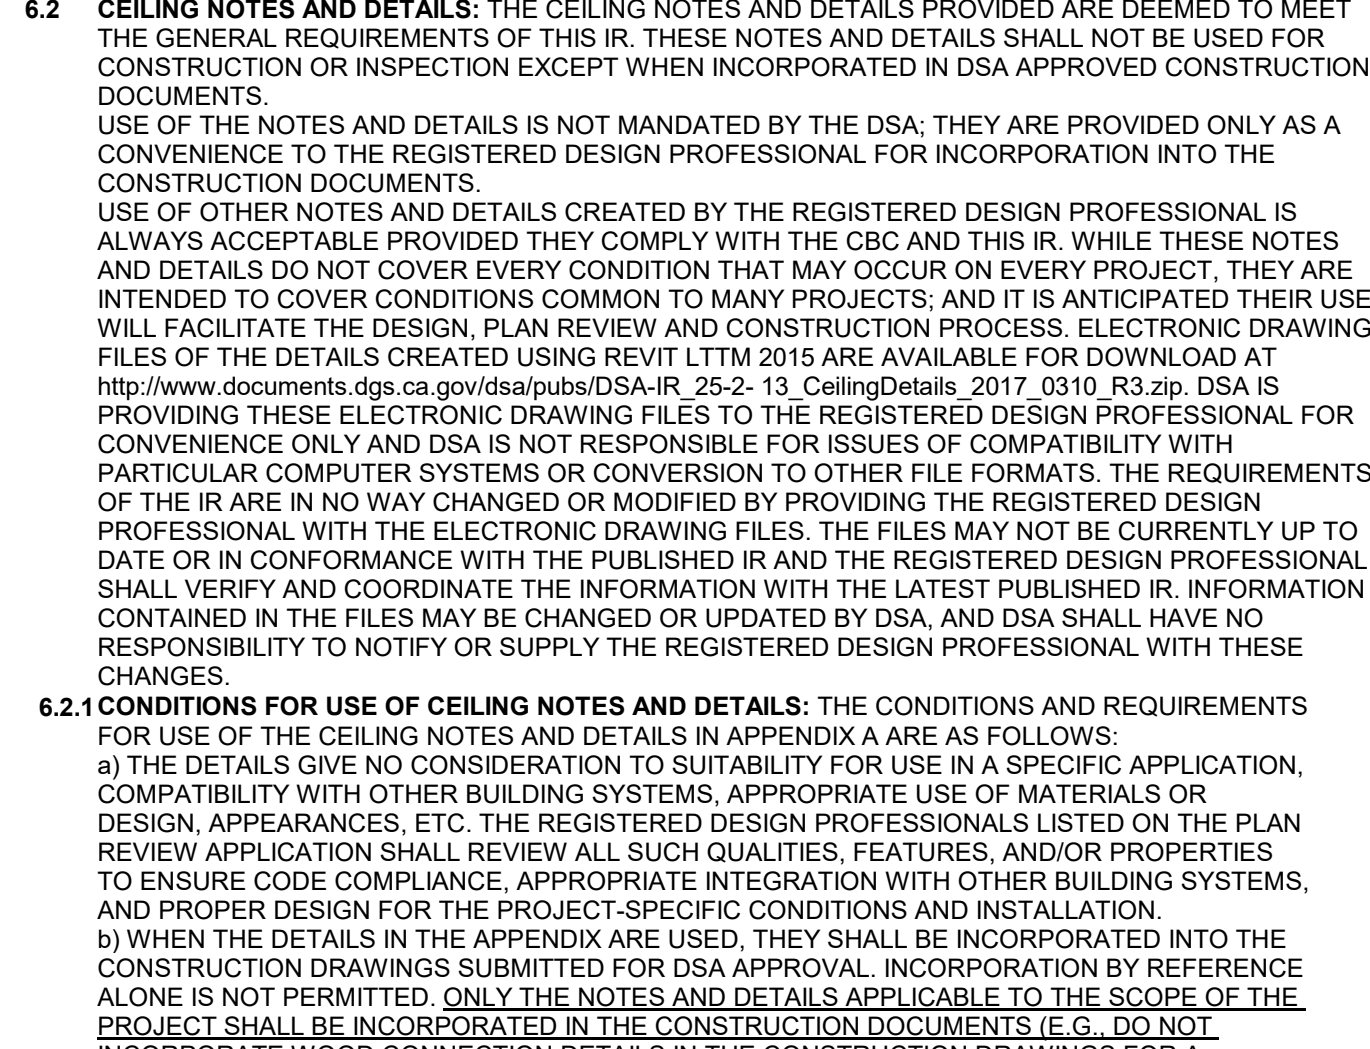 6.2 CEILING NOTES AND DETAILS: THE CEILING NOTES AND DETAILS PROVIDED ARE DEEMED TO MEET
THE GENERAL REQUIREMENTS OF THIS IR. THESE NOTES AND DETAILS SHALL NOT BE USED FOR
CONSTRUCTION OR INSPECTION EXCEPT WHEN INCORPORATED IN DSA APPROVED CONSTRUCTION
DOCUMENTS.
USE OF THE NOTES AND DETAILS IS NOT MANDATED BY THE DSA; THEY ARE PROVIDED ONLY AS A
CONVENIENCE TO THE REGISTERED DESIGN PROFESSIONAL FOR INCORPORATION INTO THE
CONSTRUCTION DOCUMENTS.
USE OF OTHER NOTES AND DETAILS CREATED BY THE REGISTERED DESIGN PROFESSIONAL IS
ALWAYS ACCEPTABLE PROVIDED THEY COMPLY WITH THE CBC AND THIS IR. WHILE THESE NOTES
AND DETAILS DO NOT COVER EVERY CONDITION THAT MAY OCCUR ON EVERY PROJECT, THEY ARE
INTENDED TO COVER CONDITIONS COMMON TO MANY PROJECTS; AND IT IS ANTICIPATED THEIR USE
WILL FACILITATE THE DESIGN, PLAN REVIEW AND CONSTRUCTION PROCESS. ELECTRONIC DRAWING
FILES OF THE DETAILS CREATED USING REVIT LTTM 2015 ARE AVAILABLE FOR DOWNLOAD AT
http://www.documents.dgs.ca.gov/dsa/pubs/DSA-IR_25-2- 13_CeilingDetails_2017_0310_R3.zip. DSA IS
PROVIDING THESE ELECTRONIC DRAWING FILES TO THE REGISTERED DESIGN PROFESSIONAL FOR
CONVENIENCE ONLY AND DSA IS NOT RESPONSIBLE FOR ISSUES OF COMPATIBILITY WITH
PARTICULAR COMPUTER SYSTEMS OR CONVERSION TO OTHER FILE FORMATS. THE REQUIREMENTS
OF THE IR ARE IN NO WAY CHANGED OR MODIFIED BY PROVIDING THE REGISTERED DESIGN
PROFESSIONAL WITH THE ELECTRONIC DRAWING FILES. THE FILES MAY NOT BE CURRENTLY UP TO
DATE OR IN CONFORMANCE WITH THE PUBLISHED IR AND THE REGISTERED DESIGN PROFESSIONAL
SHALL VERIFY AND COORDINATE THE INFORMATION WITH THE LATEST PUBLISHED IR. INFORMATION
CONTAINED IN THE FILES MAY BE CHANGED OR UPDATED BY DSA, AND DSA SHALL HAVE NO
RESPONSIBILITY TO NOTIFY OR SUPPLY THE REGISTERED DESIGN PROFESSIONAL WITH THESE
CHANGES.
6.2.1 CONDITIONS FOR USE OF CEILING NOTES AND DETAILS: THE CONDITIONS AND REQUIREMENTS
FOR USE OF THE CEILING NOTES AND DETAILS IN APPENDIX A ARE AS FOLLOWS:
a) THE DETAILS GIVE NO CONSIDERATION TO SUITABILITY FOR USE IN A SPECIFIC APPLICATION,
COMPATIBILITY WITH OTHER BUILDING SYSTEMS, APPROPRIATE USE OF MATERIALS OR
DESIGN, APPEARANCES, ETC. THE REGISTERED DESIGN PROFESSIONALS LISTED ON THE PLAN
REVIEW APPLICATION SHALL REVIEW ALL SUCH QUALITIES, FEATURES, AND/OR PROPERTIES
TO ENSURE CODE COMPLIANCE, APPROPRIATE INTEGRATION WITH OTHER BUILDING SYSTEMS,
AND PROPER DESIGN FOR THE PROJECT-SPECIFIC CONDITIONS AND INSTALLATION.
b) WHEN THE DETAILS IN THE APPENDIX ARE USED, THEY SHALL BE INCORPORATED INTO THE
CONSTRUCTION DRAWINGS SUBMITTED FOR DSA APPROVAL. INCORPORATION BY REFERENCE
ALONE IS NOT PERMITTED. ONLY THE NOTES AND DETAILS APPLICABLE TO THE SCOPE OF THE
PROJECT SHALL BE INCORPORATED IN THE CONSTRUCTION DOCUMENTS (E.G., DO NOT
INCORPORATE WOOD CONNECTION DETAILS IN THE CONSTRUCTION DRAWINGS FOR A